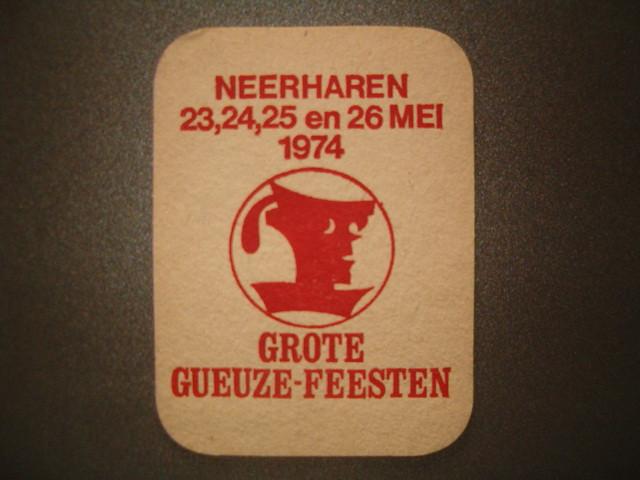 NEERHAREN
23,24,25 en 26 MEI
1974
GROTE
GUEUZE-FEESTEN